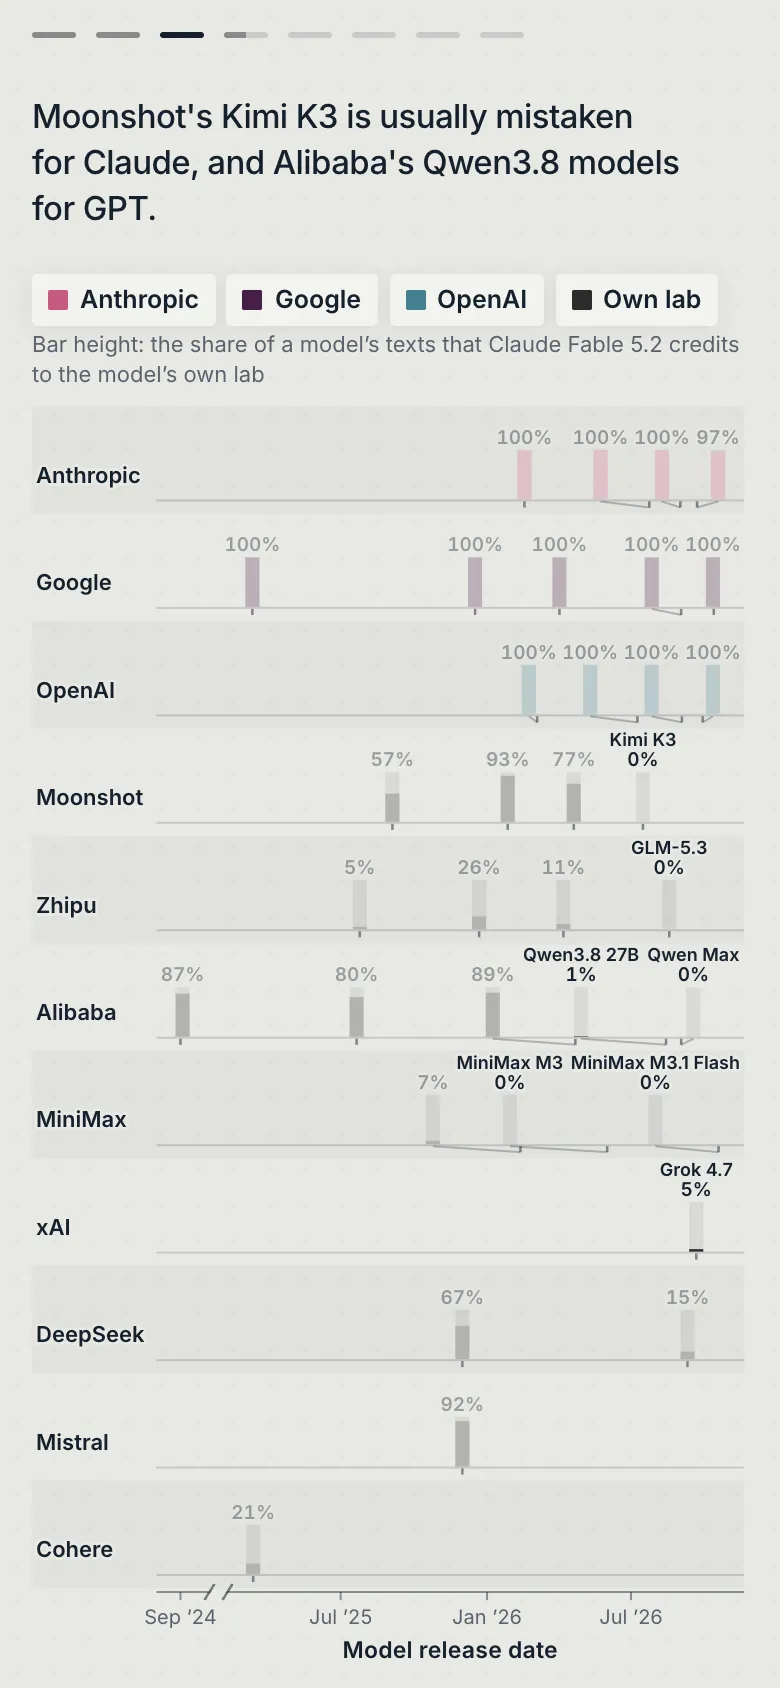 Moonshot's Kimi K3 is usually mistaken
for Claude, and Alibaba's Qwen3.8 models
for GPT.
Anthropic Google OpenAI Own lab
Bar height: the share of a model’s texts that Claude Fable 5.2 credits
to the model’s own lab
100% 100% 100% 97%
Anthropic
100% 100% 100% 100% 100%
Google
100% 100% 100% 100%
OpenAI
Kimi K3
57% 93% 77% 0%
Moonshot
GLM-5.3
5% 26% 11% 0%
Zhipu
Qwen3.8 27B Qwen Max
87% 80% 89% 1% 0%
Alibaba
MiniMax M3 MiniMax M3.1 Flash
7% 0% 0%
MiniMax
Grok 4.7
5%
xAI
67% 15%
DeepSeek
92%
Mistral
21%
Cohere
Sep ’24 Jul ’25 Jan ’26 Jul ’26
Model release date